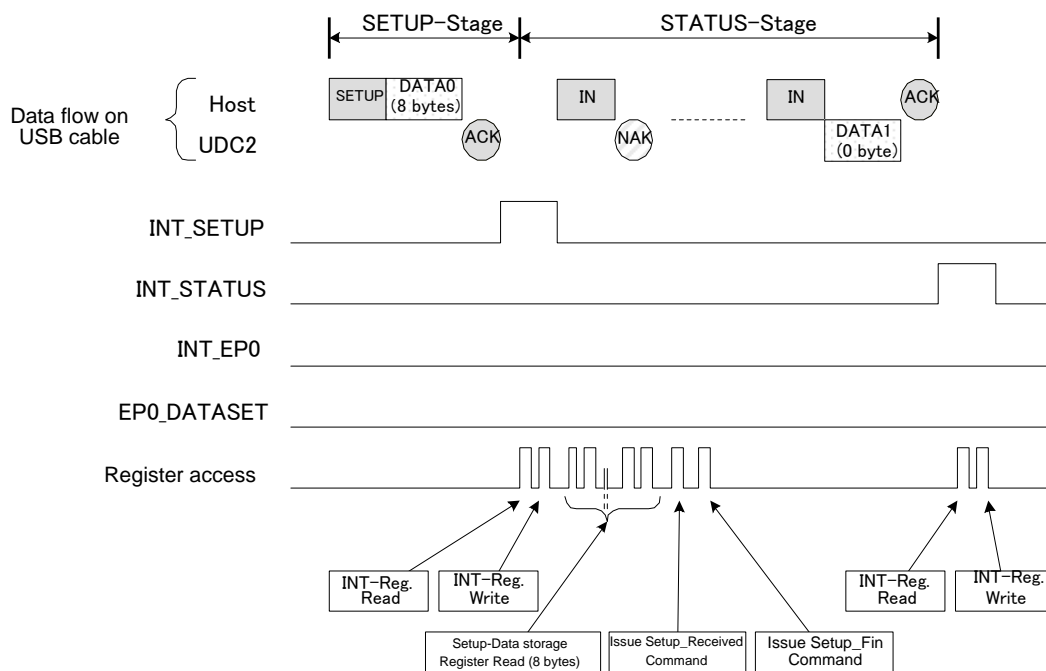 SETUP-Stage
STATUS-Stage
Data flow on
USB cable
Host
UDC2
SETUP
DATA0
(8 bytes)
ACK
IN
NAK
IN
DATA1
(0 byte)
ACK
INT_SETUP
INT_STATUS
INT_EP0
EP0_DATASET
Register access
INT-Reg.
Read
INT-Reg.
Write
Setup-Data storage
Register Read (8 bytes)
Issue Setup_Received
Command
Issue Setup_Fin
Command
INT-Reg.
Read
INT-Reg.
Write